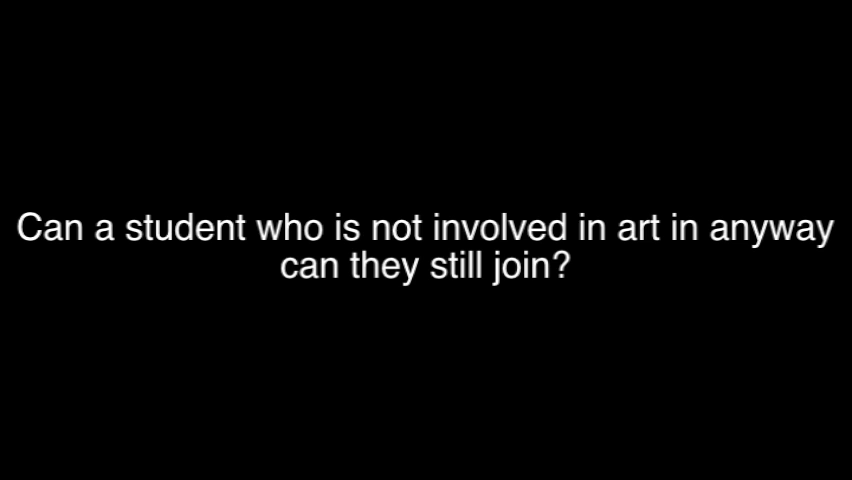 Can a student who is not involved in art in anyway
can they still join?